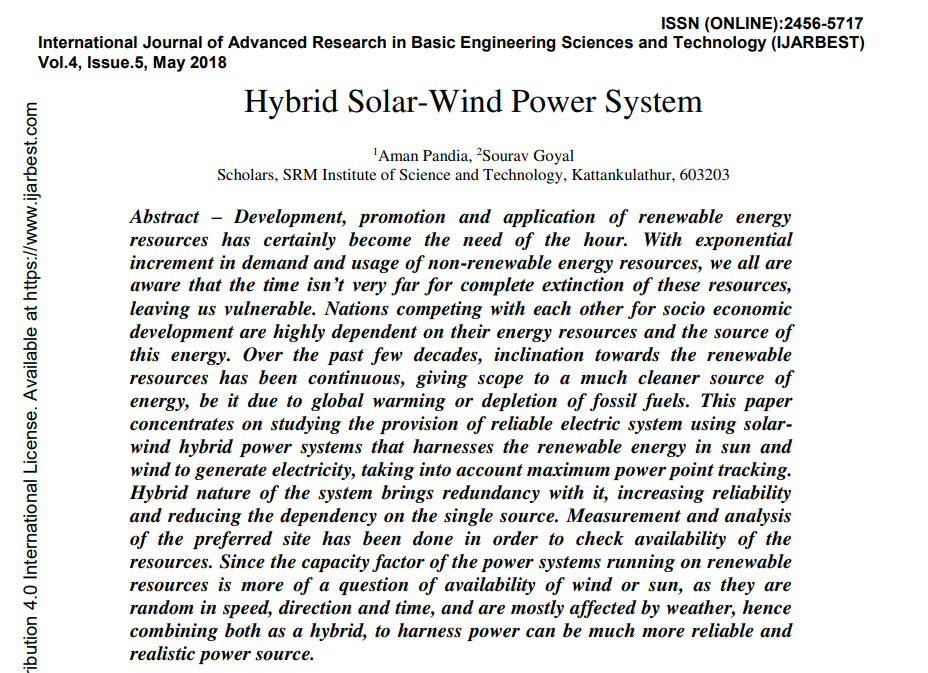 ISSN (ONLINE):2456-5717
International Journal of Advanced Research in Basic Engineering Sciences and Technology (IJARBEST)
Vol.4, Issue.5, May 2018
Hybrid Solar-Wind Power System
¹Aman Pandia, ²Sourav Goyal
Scholars, SRM Institute of Science and Technology, Kattankulathur, 603203
Abstract – Development, promotion and application of renewable energy
resources has certainly become the need of the hour. With exponential
increment in demand and usage of non-renewable energy resources, we all are
aware that the time isn't very far for complete extinction of these resources,
leaving us vulnerable. Nations competing with each other for socio economic
development are highly dependent on their energy resources and the source of
this energy. Over the past few decades, inclination towards the renewable
resources has been continuous, giving scope to a much cleaner source of
energy, be it due to global warming or depletion of fossil fuels. This paper
concentrates on studying the provision of reliable electric system using solar-
wind hybrid power systems that harnesses the renewable energy in sun and
wind to generate electricity, taking into account maximum power point tracking.
Hybrid nature of the system brings redundancy with it, increasing reliability
and reducing the dependency on the single source. Measurement and analysis
of the preferred site has been done in order to check availability of the
resources. Since the capacity factor of the power systems running on renewable
resources is more of a question of availability of wind or sun, as they are
random in speed, direction and time, and are mostly affected by weather, hence
combining both as a hybrid, to harness power can be much more reliable and
realistic power source.
ribution 4.0 International License. Available at https://www.ijarbest.com